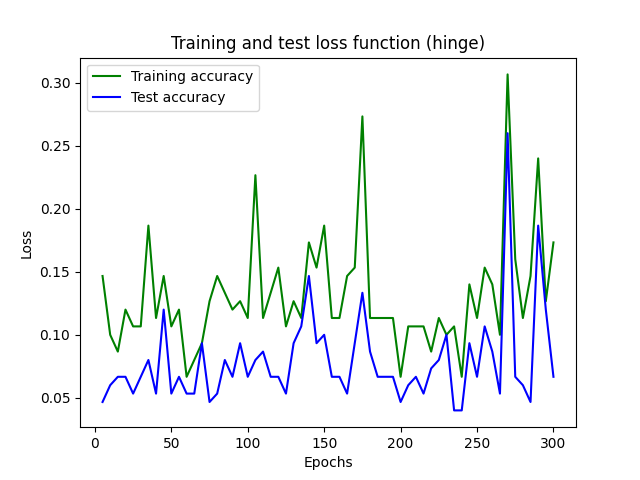 Training and test loss function (hinge)
Training accuracy
Test accuracy
Loss
0.30
0.25
0.20
0.15
0.10
0.05
0 50 100 150 200 250 300
Epochs